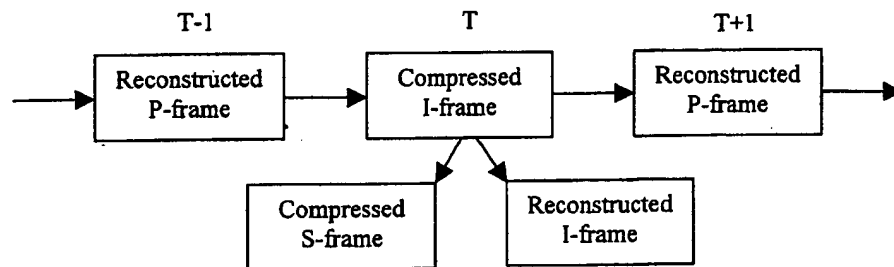 T-1
T
T+1
Reconstructed
P-frame
Compressed
I-frame
Reconstructed
P-frame
Compressed
S-frame
Reconstructed
I-frame